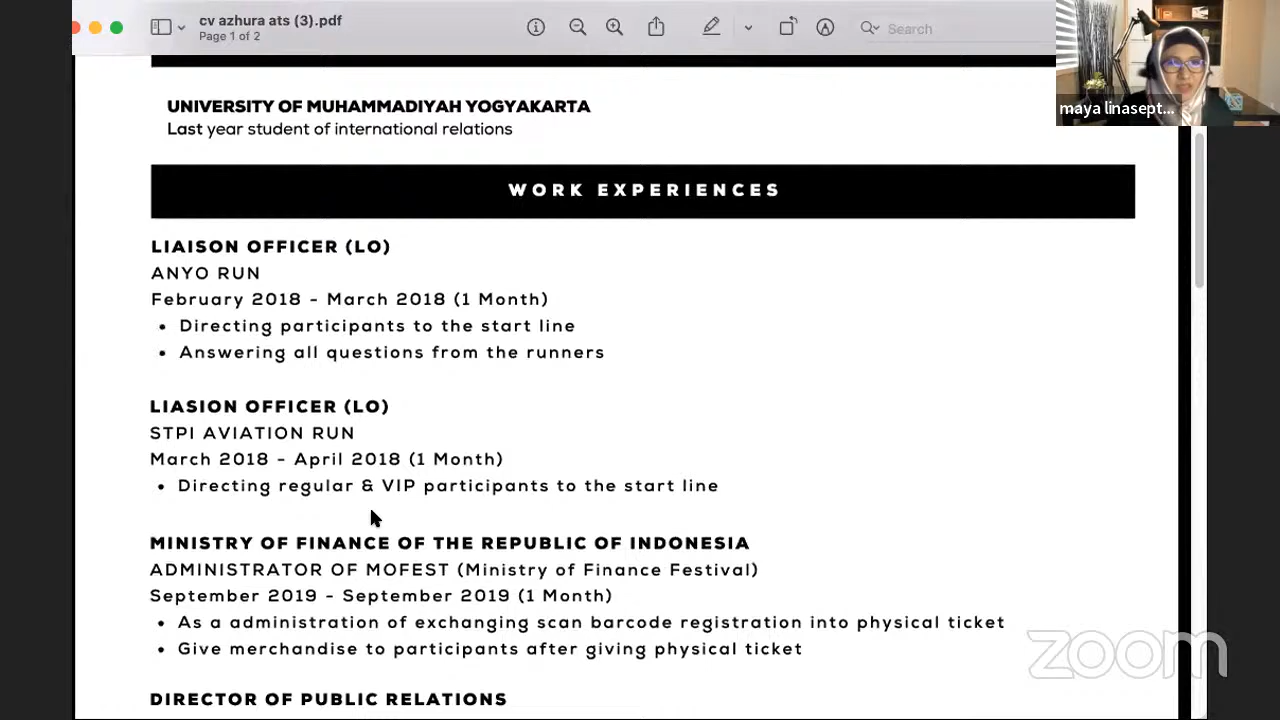 cv azhura ats (3).pdf
Page 1 of 2
Search
maya linasept...
UNIVERSITY OF MUHAMMADIYAH YOGYAKARTA
Last year student of international relations
WORK EXPERIENCES
LIAISON OFFICER (LO)
ANYO RUN
February 2018 - March 2018 (1 Month)
• Directing participants to the start line
• Answering all questions from the runners
LIASION OFFICER (LO)
STPI AVIATION RUN
March 2018 - April 2018 (1 Month)
• Directing regular & VIP participants to the start line
MINISTRY OF FINANCE OF THE REPUBLIC OF INDONESIA
ADMINISTRATOR OF MOFEST (Ministry of Finance Festival)
September 2019 - September 2019 (1 Month)
• As a administration of exchanging scan barcode registration into physical ticket
• Give merchandise to participants after giving physical ticket
zoom
DIRECTOR OF PUBLIC RELATIONS